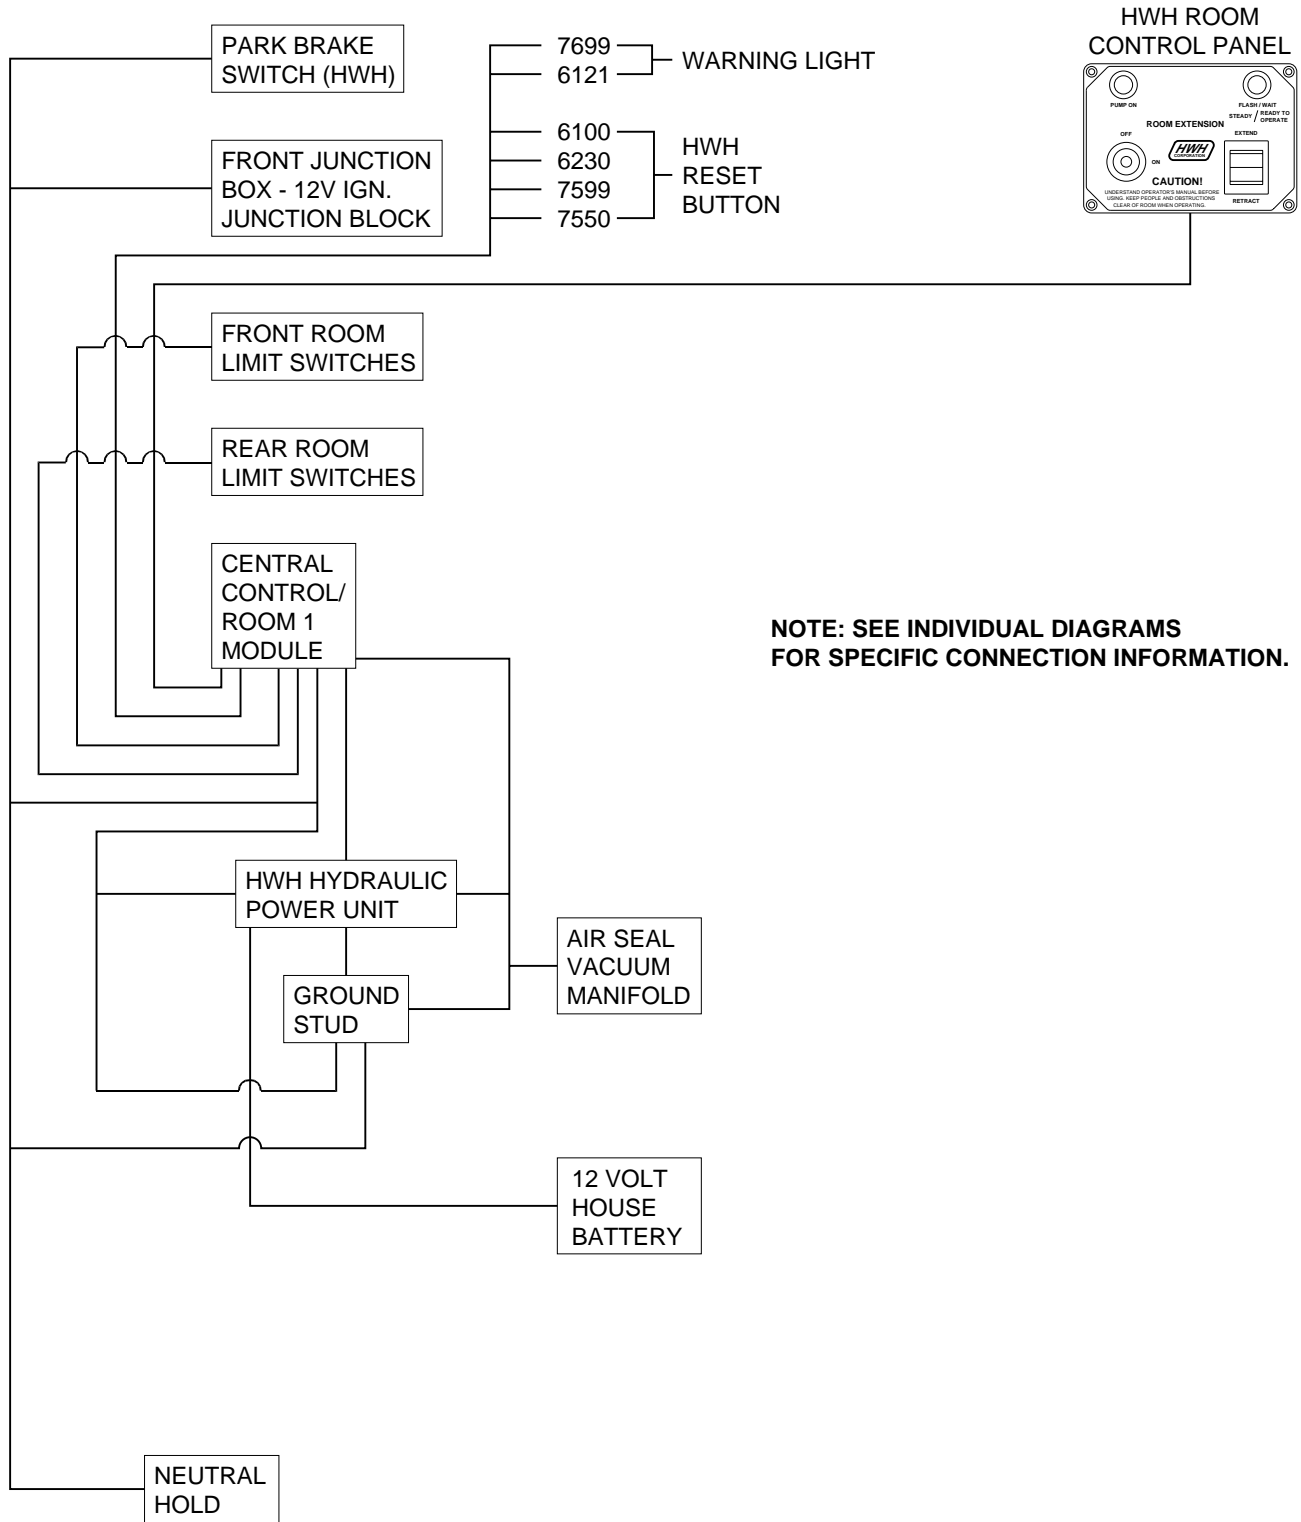 HWH ROOM
CONTROL PANEL
PARK BRAKE
SWITCH (HWH)
7699
6121
WARNING LIGHT
PUMP ON
FLASH / WAIT
STEADY / READY TO
OPERATE
ROOM EXTENSION
OFF
EXTEND
HWH
CORPORATION
ON
CAUTION!
UNDERSTAND OPERATOR'S MANUAL BEFORE
USING. KEEP PEOPLE AND OBSTRUCTIONS
CLEAR OF ROOM WHEN OPERATING.
RETRACT
FRONT JUNCTION
BOX - 12V IGN.
JUNCTION BLOCK
6100
6230
7599
7550
HWH
RESET
BUTTON
FRONT ROOM
LIMIT SWITCHES
REAR ROOM
LIMIT SWITCHES
CENTRAL
CONTROL/
ROOM 1
MODULE
NOTE: SEE INDIVIDUAL DIAGRAMS
FOR SPECIFIC CONNECTION INFORMATION.
HWH HYDRAULIC
POWER UNIT
AIR SEAL
VACUUM
MANIFOLD
GROUND
STUD
12 VOLT
HOUSE
BATTERY
NEUTRAL
HOLD